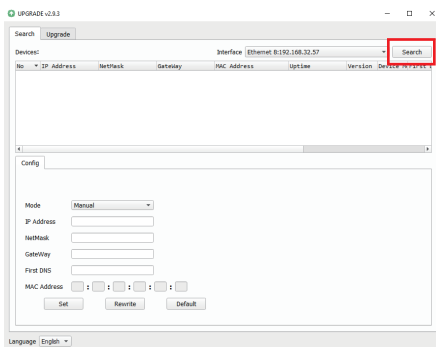 UPGRADE v2.9.3
Search Upgrade
Devices: Interface Ethernet 8:192.168.32.57 Search
No IP Address NetMask GateWay MAC Address Uptime Version Device
Config
Mode Manual
IP Address
NetMask
GateWay
First DNS
MAC Address : : : : :
Set Rewrite Default
Language English